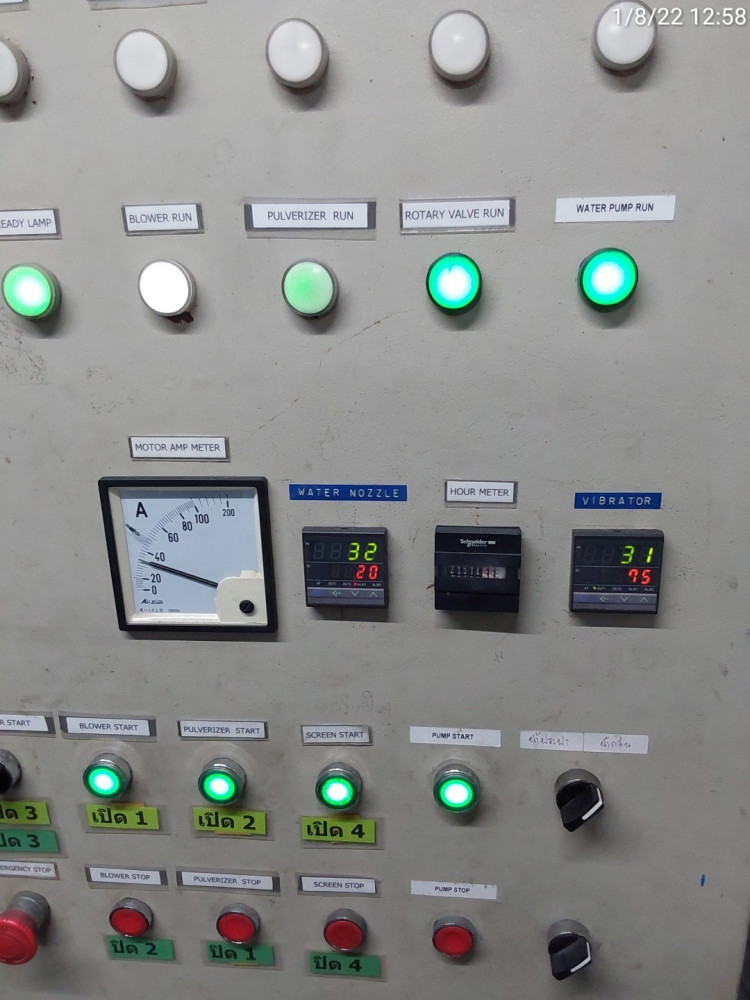 1/8/22 12:58
EADY LAMP
BLOWER RUN
PULVERIZER RUN
ROTARY VALVE RUN
WATER PUMP RUN
MOTOR AMP METER
WATER NOZZLE
HOUR METER
VIBRATOR
A
200
100
80
60
40
20
0
32
20
Schneider
31
75
R START
BLOWER START
PULVERIZER START
SCREEN START
PUMP START
ปิด 3
เปิด 1
เปิด 2
เปิด 4
ปิด 3
ERGENCY STOP
BLOWER STOP
PULVERIZER STOP
SCREEN STOP
PUMP STOP
ปิด 2
ปิด 1
ปิด 4